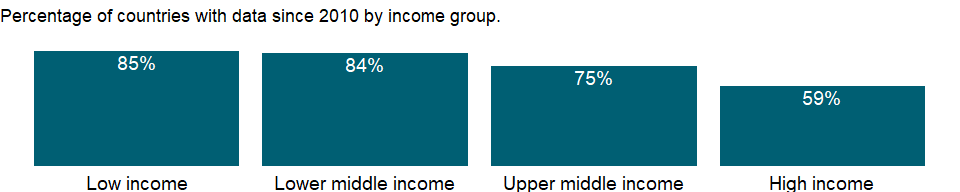 Percentage of countries with data since 2010 by income group.
85%
84%
75%
59%
Low income
Lower middle income
Upper middle income
High income